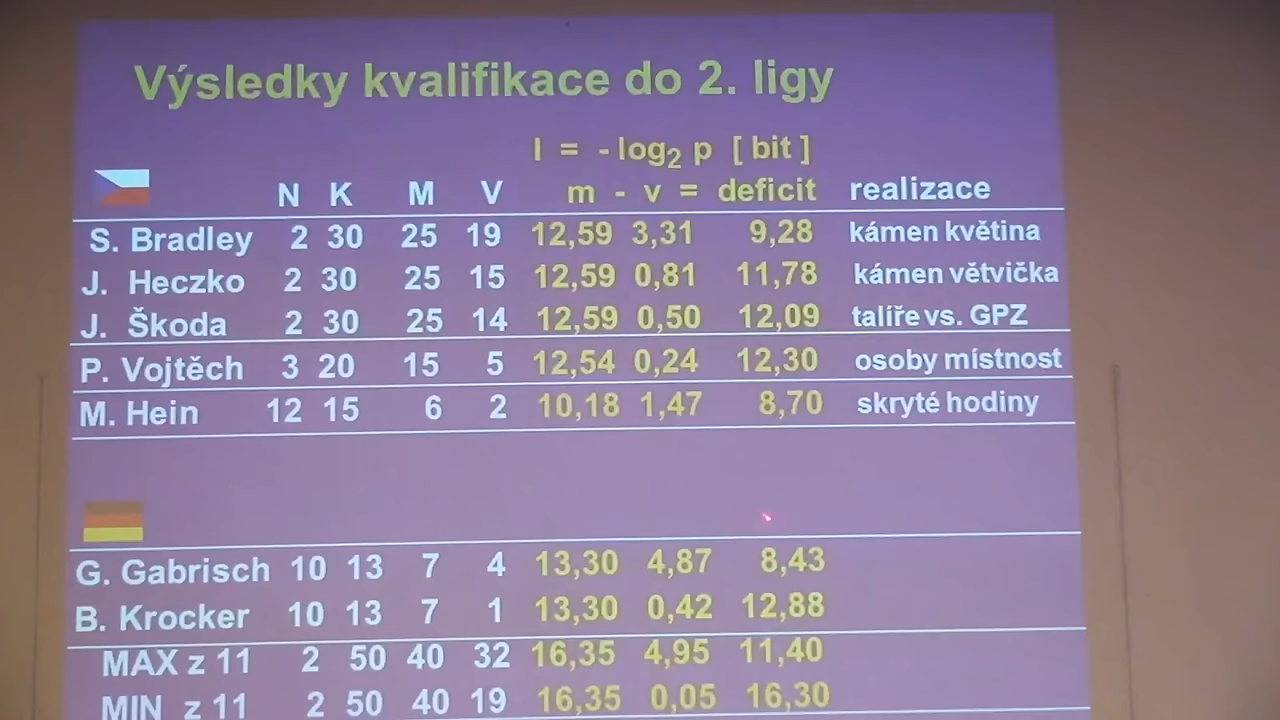 Výsledky kvalifikace do 2. ligy
I = - log₂ p [ bit ]
N K M V m - v = deficit realizace
S. Bradley 2 30 25 19 12,59 3,31 9,28 kámen květina
J. Heczko 2 30 25 15 12,59 0,81 11,78 kámen větvička
J. Škoda 2 30 25 14 12,59 0,50 12,09 talíře vs. GPZ
P. Vojtěch 3 20 15 5 12,54 0,24 12,30 osoby místnost
M. Hein 12 15 6 2 10,18 1,47 8,70 skryté hodiny
G. Gabrisch 10 13 7 4 13,30 4,87 8,43
B. Krocker 10 13 7 1 13,30 0,42 12,88
MAX z 11 2 50 40 32 16,35 4,95 11,40
MIN z 11 2 50 40 19 16,35 0,05 16,30